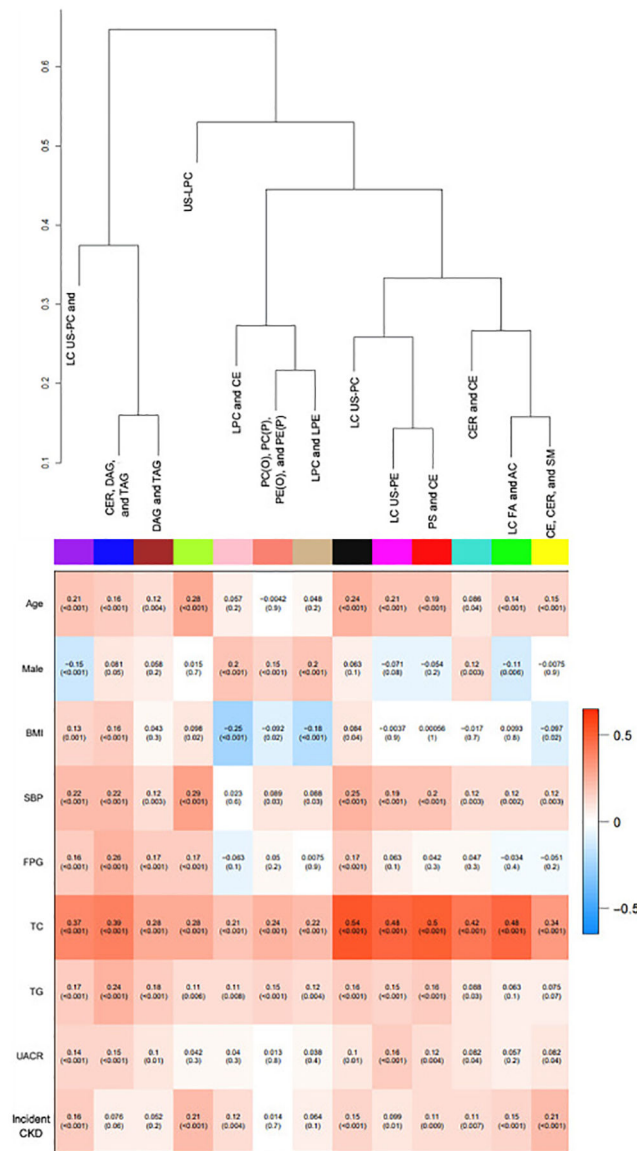 0.6
0.5
0.4
0.3
0.2
0.1
LC US-PC and
CER, DAG,
and TAG
DAG and TAG
US-LPC
LPC and CE
PC(O), PC(P),
PE(O), and PE(P)
LPC and LPE
LC US-PC
LC US-PE
PS and CE
CER and CE
LC FA and AC
CE, CER, and SM
Age
0.21 0.16 0.12 0.28 0.057 −0.0042 0.048 0.24 0.21 0.19 0.086 0.14 0.15
(<0.001) (<0.001) (0.004) (<0.001) (0.2) (0.9) (0.2) (<0.001) (<0.001) (<0.001) (0.04) (<0.001) (<0.001)
Male
−0.15 0.081 0.058 0.015 0.2 0.15 0.2 0.063 −0.071 −0.054 0.12 −0.11 −0.0075
(<0.001) (0.05) (0.2) (0.7) (<0.001) (<0.001) (<0.001) (0.1) (0.08) (0.2) (0.003) (0.006) (0.9)
BMI
0.13 0.16 0.043 0.098 −0.25 −0.092 −0.18 0.084 −0.0037 0.00056 −0.017 0.0093 −0.097
(0.001) (<0.001) (0.3) (0.02) (<0.001) (0.02) (<0.001) (0.04) (0.9) (1) (0.7) (0.8) (0.02)
SBP
0.22 0.22 0.12 0.29 0.023 0.089 0.088 0.25 0.19 0.2 0.12 0.12 0.12
(<0.001) (<0.001) (0.003) (<0.001) (0.6) (0.03) (0.03) (<0.001) (<0.001) (<0.001) (0.003) (0.002) (0.003)
FPG
0.16 0.26 0.17 0.17 −0.063 0.05 0.0075 0.17 0.063 0.042 0.047 −0.034 −0.051
(<0.001) (<0.001) (<0.001) (<0.001) (0.1) (0.2) (0.9) (<0.001) (0.1) (0.3) (0.3) (0.4) (0.2)
TC
0.37 0.39 0.28 0.28 0.21 0.24 0.22 0.54 0.48 0.5 0.42 0.48 0.34
(<0.001) (<0.001) (<0.001) (<0.001) (<0.001) (<0.001) (<0.001) (<0.001) (<0.001) (<0.001) (<0.001) (<0.001) (<0.001)
TG
0.17 0.24 0.18 0.11 0.11 0.15 0.12 0.16 0.15 0.16 0.088 0.063 0.075
(<0.001) (<0.001) (<0.001) (0.006) (0.008) (<0.001) (0.004) (<0.001) (<0.001) (<0.001) (0.03) (0.1) (0.07)
UACR
0.14 0.15 0.1 0.042 0.04 0.013 0.038 0.1 0.16 0.12 0.082 0.057 0.082
(<0.001) (<0.001) (0.01) (0.3) (0.3) (0.8) (0.4) (0.01) (<0.001) (0.004) (0.04) (0.2) (0.04)
Incident
CKD
0.16 0.076 0.052 0.21 0.12 0.014 0.064 0.15 0.099 0.11 0.11 0.15 0.21
(<0.001) (0.06) (0.2) (<0.001) (0.004) (0.7) (0.1) (<0.001) (0.01) (0.009) (0.007) (<0.001) (<0.001)
0.5
0
−0.5